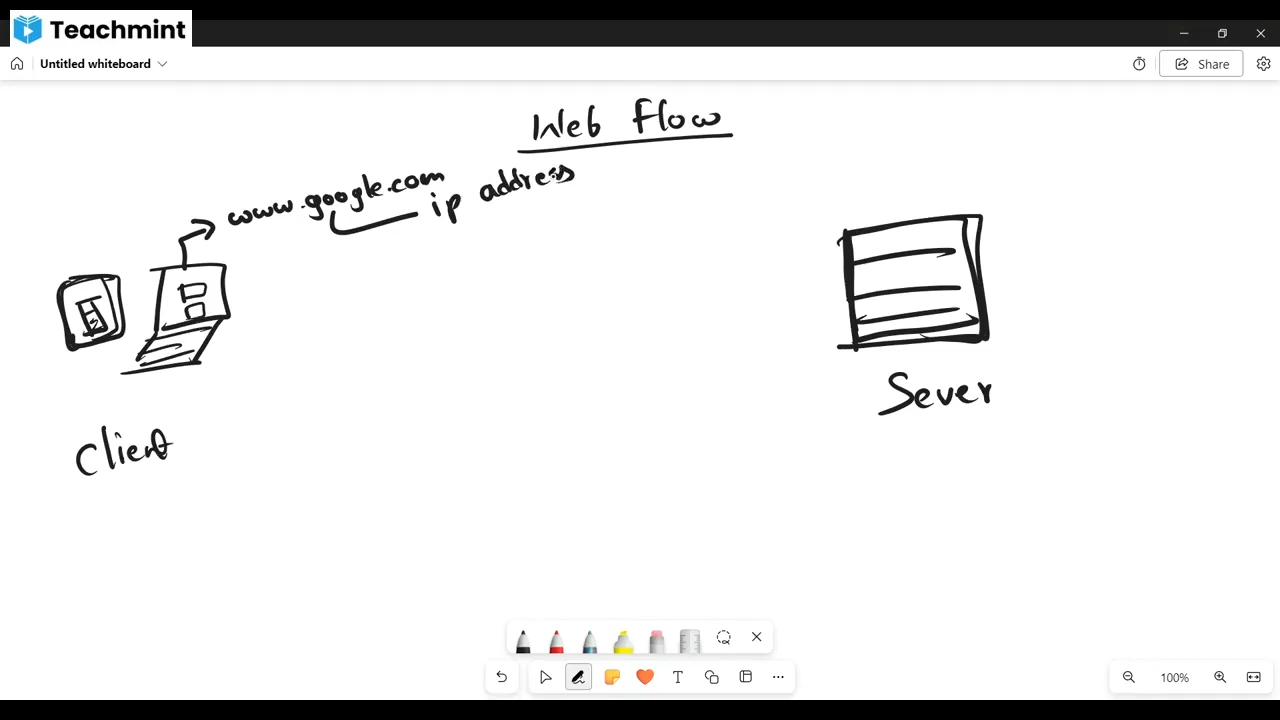 Teachmint
Untitled whiteboard
Share
Web Flow
www.google.com
ip address
Sever
Client
100%